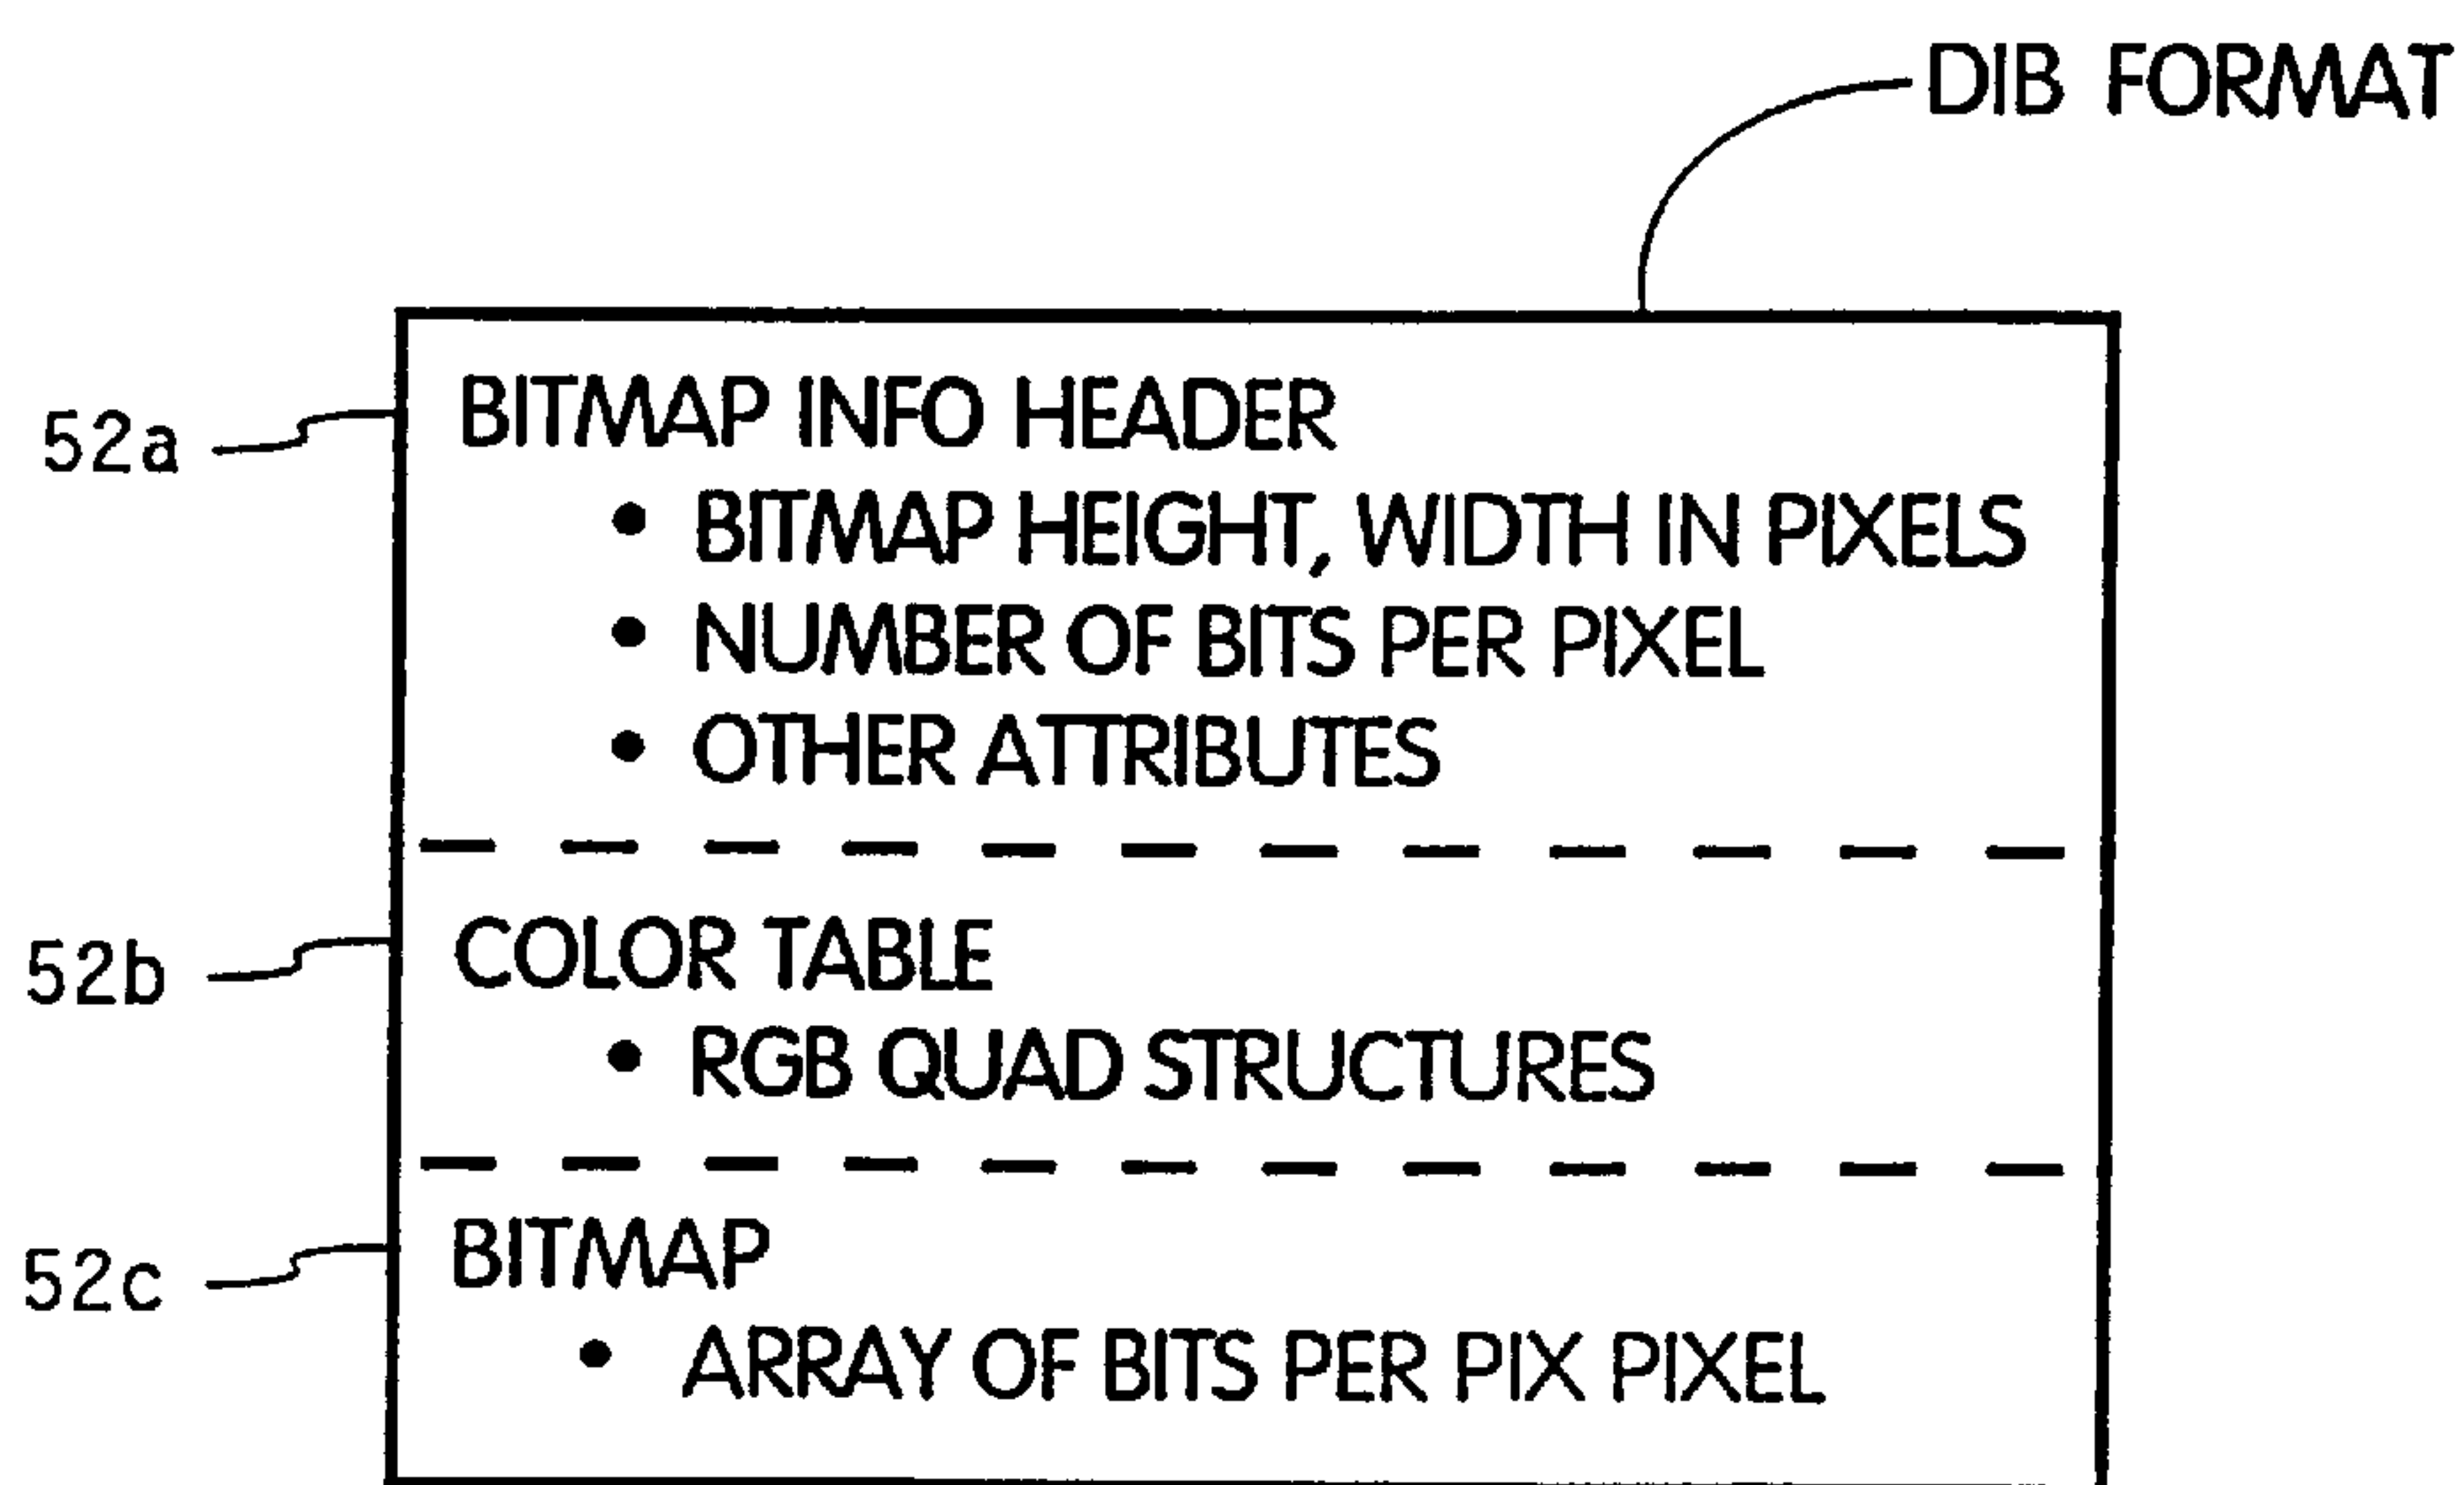 DIB FORMAT
52a
BITMAP INFO HEADER
• BITMAP HEIGHT, WIDTH IN PIXELS
• NUMBER OF BITS PER PIXEL
• OTHER ATTRIBUTES
52b
COLOR TABLE
• RGB QUAD STRUCTURES
52c
BITMAP
• ARRAY OF BITS PER PIX PIXEL